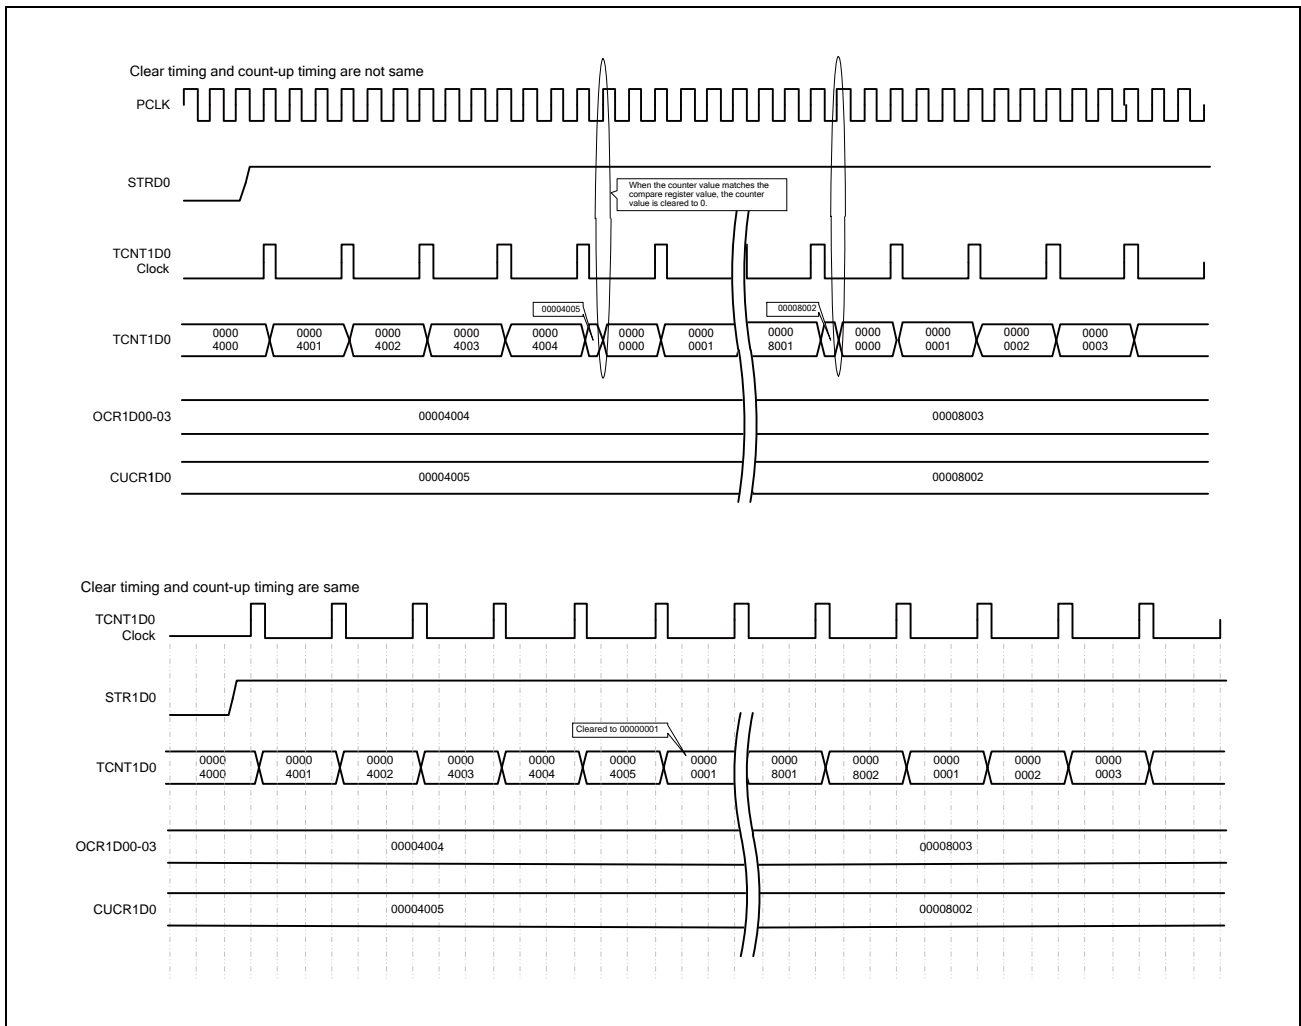 Clear timing and count-up timing are not same
PCLK
STRD0
When the counter value matches the
compare register value, the counter
value is cleared to 0.
TCNT1D0
Clock
00004005
00008002
TCNT1D0
0000 0000 0000 0000 0000 0000 0000 0000 0000 0000 0000 0000
4000 4001 4002 4003 4004 0000 0001 8001 0000 0001 0002 0003
OCR1D00-03
00004004
00008003
CUCR1D0
00004005
00008002
Clear timing and count-up timing are same
TCNT1D0
Clock
STR1D0
Cleared to 00000001
TCNT1D0
0000 0000 0000 0000 0000 0000 0000 0000 0000 0000 0000 0000
4000 4001 4002 4003 4004 4005 0001 8001 8002 0001 0002 0003
OCR1D00-03
00004004
00008003
CUCR1D0
00004005
00008002